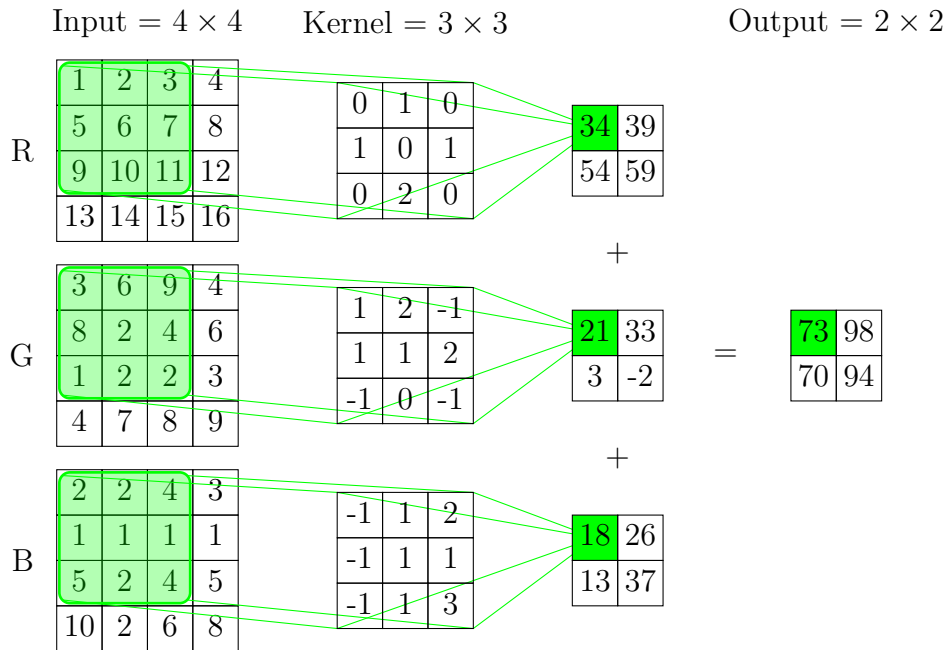 Input = 4 × 4 Kernel = 3 × 3 Output = 2 × 2
R
1 2 3 4
5 6 7 8
9 10 11 12
13 14 15 16
0 1 0
1 0 1
0 2 0
34 39
54 59
+
G
3 6 9 4
8 2 4 6
1 2 2 3
4 7 8 9
1 2 -1
1 1 2
-1 0 -1
21 33
3 -2
=
73 98
70 94
+
B
2 2 4 3
1 1 1 1
5 2 4 5
10 2 6 8
-1 1 2
-1 1 1
-1 1 3
18 26
13 37